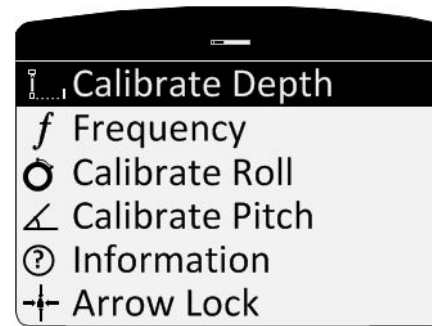 Calibrate Depth
f Frequency
Calibrate Roll
Calibrate Pitch
? Information
Arrow Lock